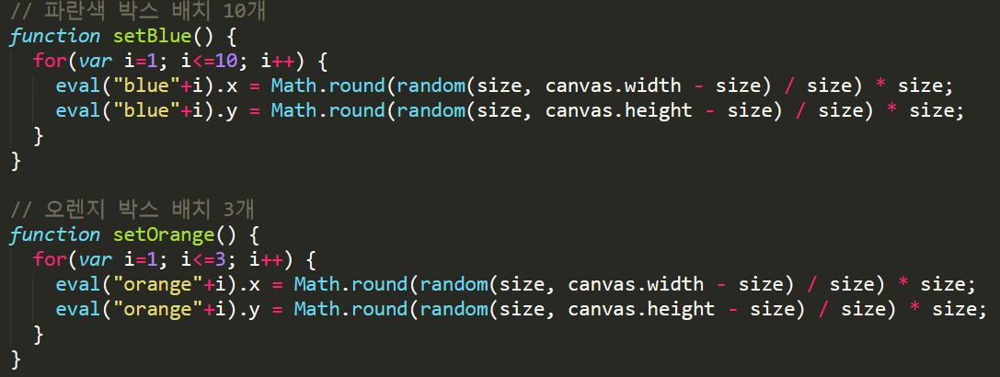 // 파란색 박스 배치 10개
function setBlue() {
for(var i=1; i<=10; i++) {
eval("blue"+i).x = Math.round(random(size, canvas.width - size) / size) * size;
eval("blue"+i).y = Math.round(random(size, canvas.height - size) / size) * size;
}
}
// 오렌지 박스 배치 3개
function setOrange() {
for(var i=1; i<=3; i++) {
eval("orange"+i).x = Math.round(random(size, canvas.width - size) / size) * size;
eval("orange"+i).y = Math.round(random(size, canvas.height - size) / size) * size;
}
}